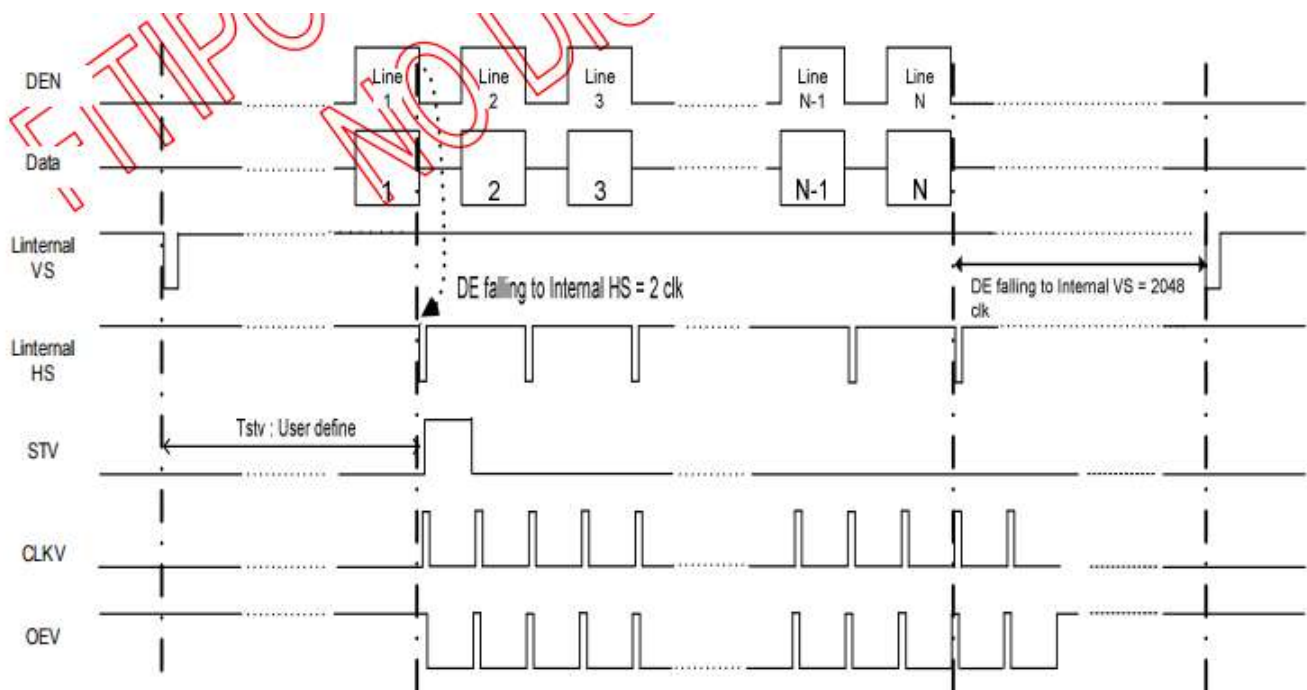 DEN
Line
1
Line
2
Line
3
Line
N-1
Line
N
Data
1
2
3
N-1
N
Linternal
VS
DE falling to Internal HS = 2 clk
DE falling to Internal VS = 2048
clk
Linternal
HS
Tstv : User define
STV
CLKV
OEV
NO